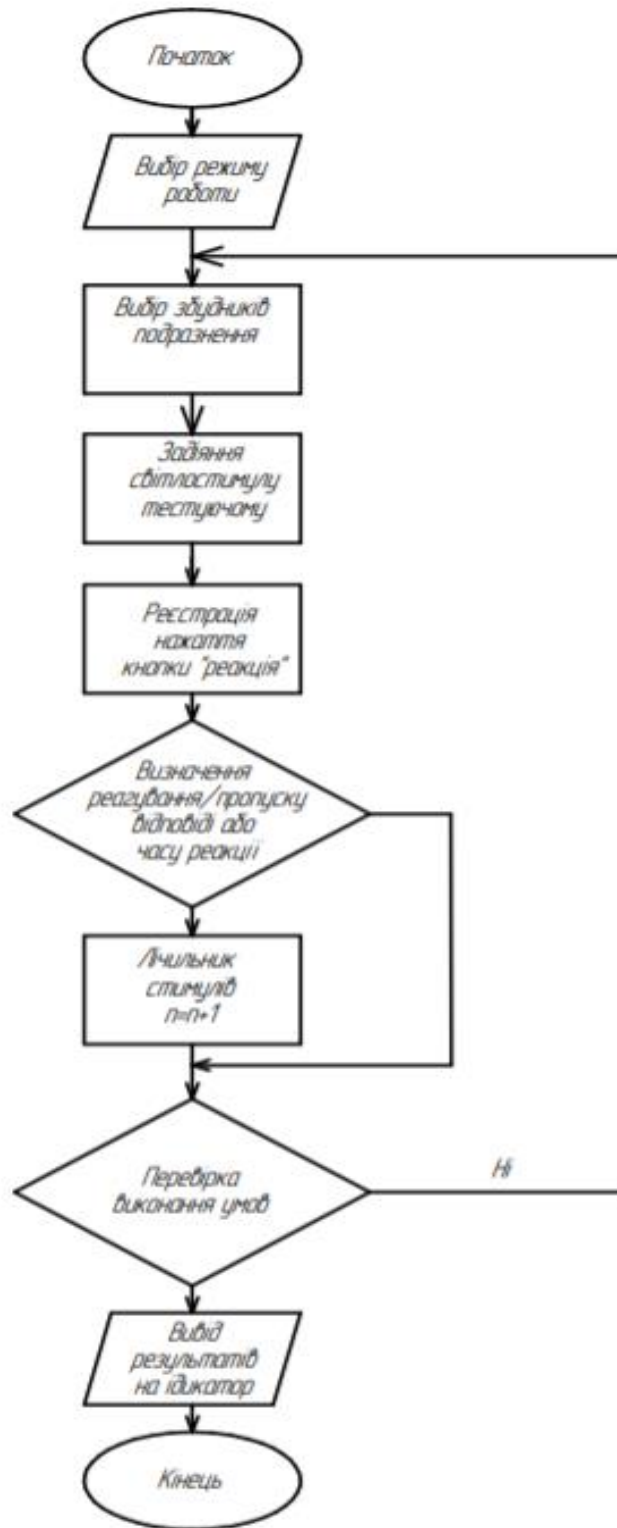 Початок
Вибір режиму
роботи
Вибір збудників
подразнення
Задіяння
світлостимулу
тестуючому
Реєстрація
нажаття
кнопки "реакція"
Визначення
реагування/пропуску
відповіді або
часу реакції
Лічильник
стимулів
n=n+1
Перевірка
виконання умов
Ні
Вивід
результатів
на ідикатор
Кінець